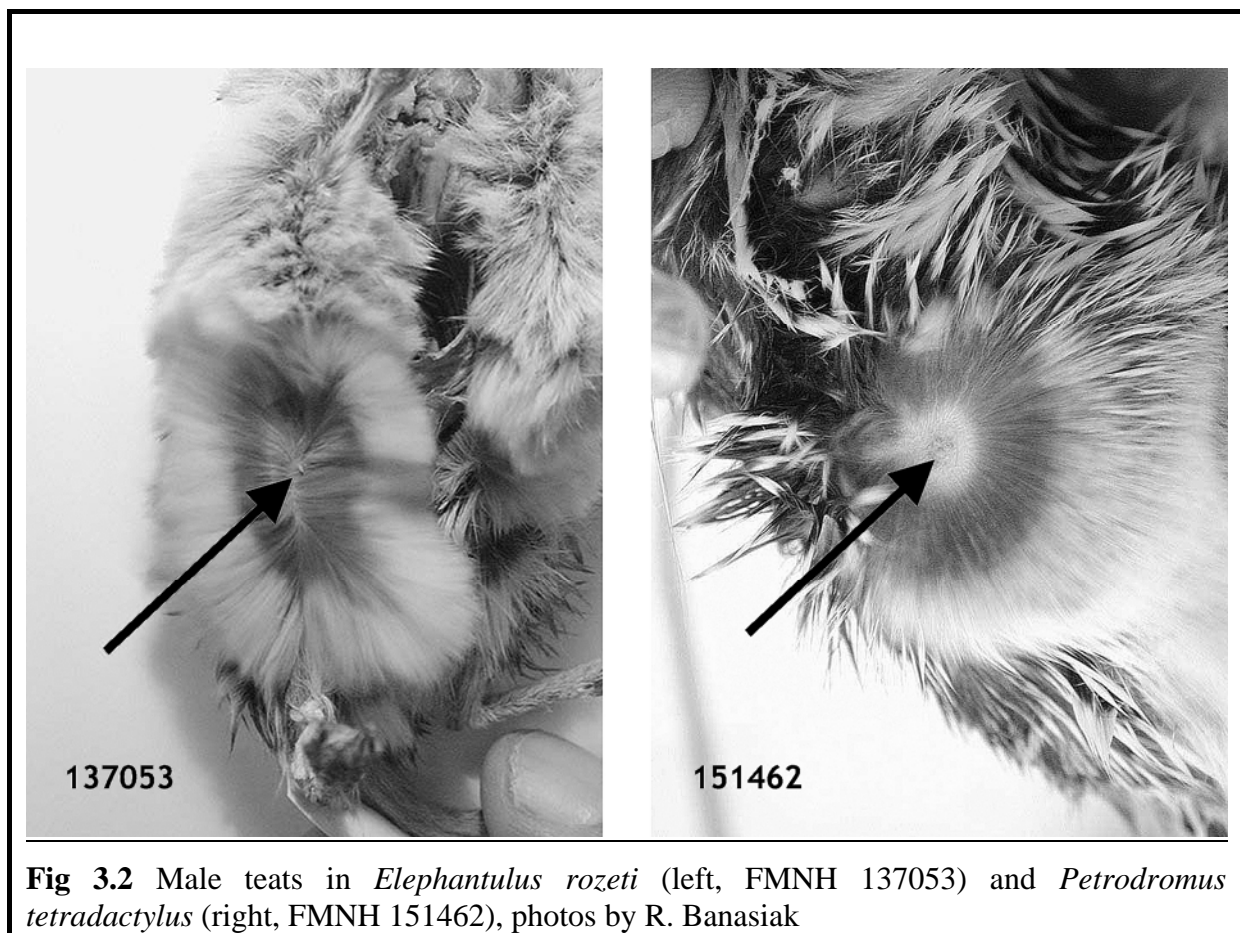 137053
151462
Fig 3.2 Male teats in Elephantulus rozeti (left, FMNH 137053) and Petrodromus
tetradactylus (right, FMNH 151462), photos by R. Banasiak